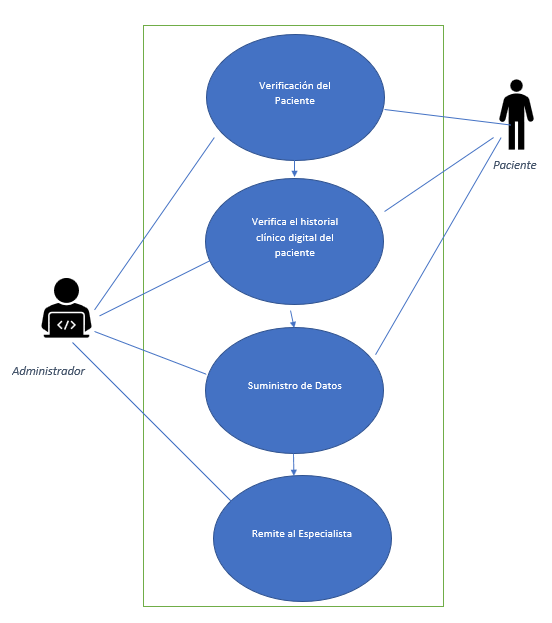 Verificación del
Paciente
Paciente
Verifica el historial
clínico digital del
paciente
Administrador
Suministro de Datos
Remite al Especialista